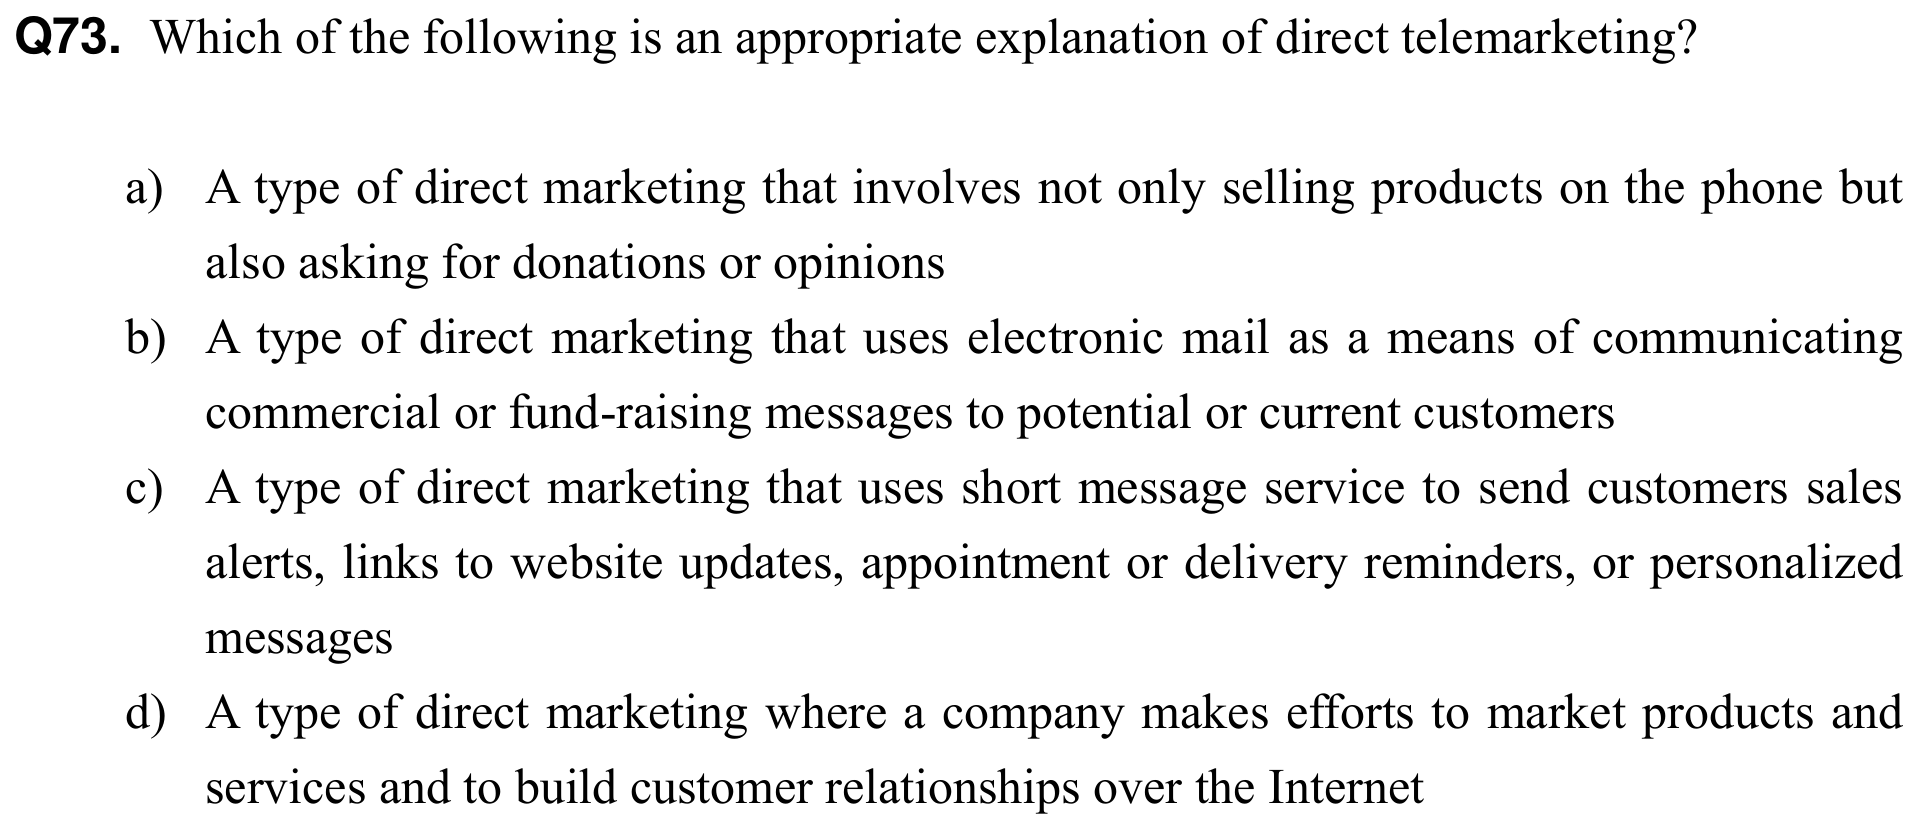 Q73. Which of the following is an appropriate explanation of direct telemarketing?
a) A type of direct marketing that involves not only selling products on the phone but
also asking for donations or opinions
b) A type of direct marketing that uses electronic mail as a means of communicating
commercial or fund-raising messages to potential or current customers
c) A type of direct marketing that uses short message service to send customers sales
alerts, links to website updates, appointment or delivery reminders, or personalized
messages
d) A type of direct marketing where a company makes efforts to market products and
services and to build customer relationships over the Internet